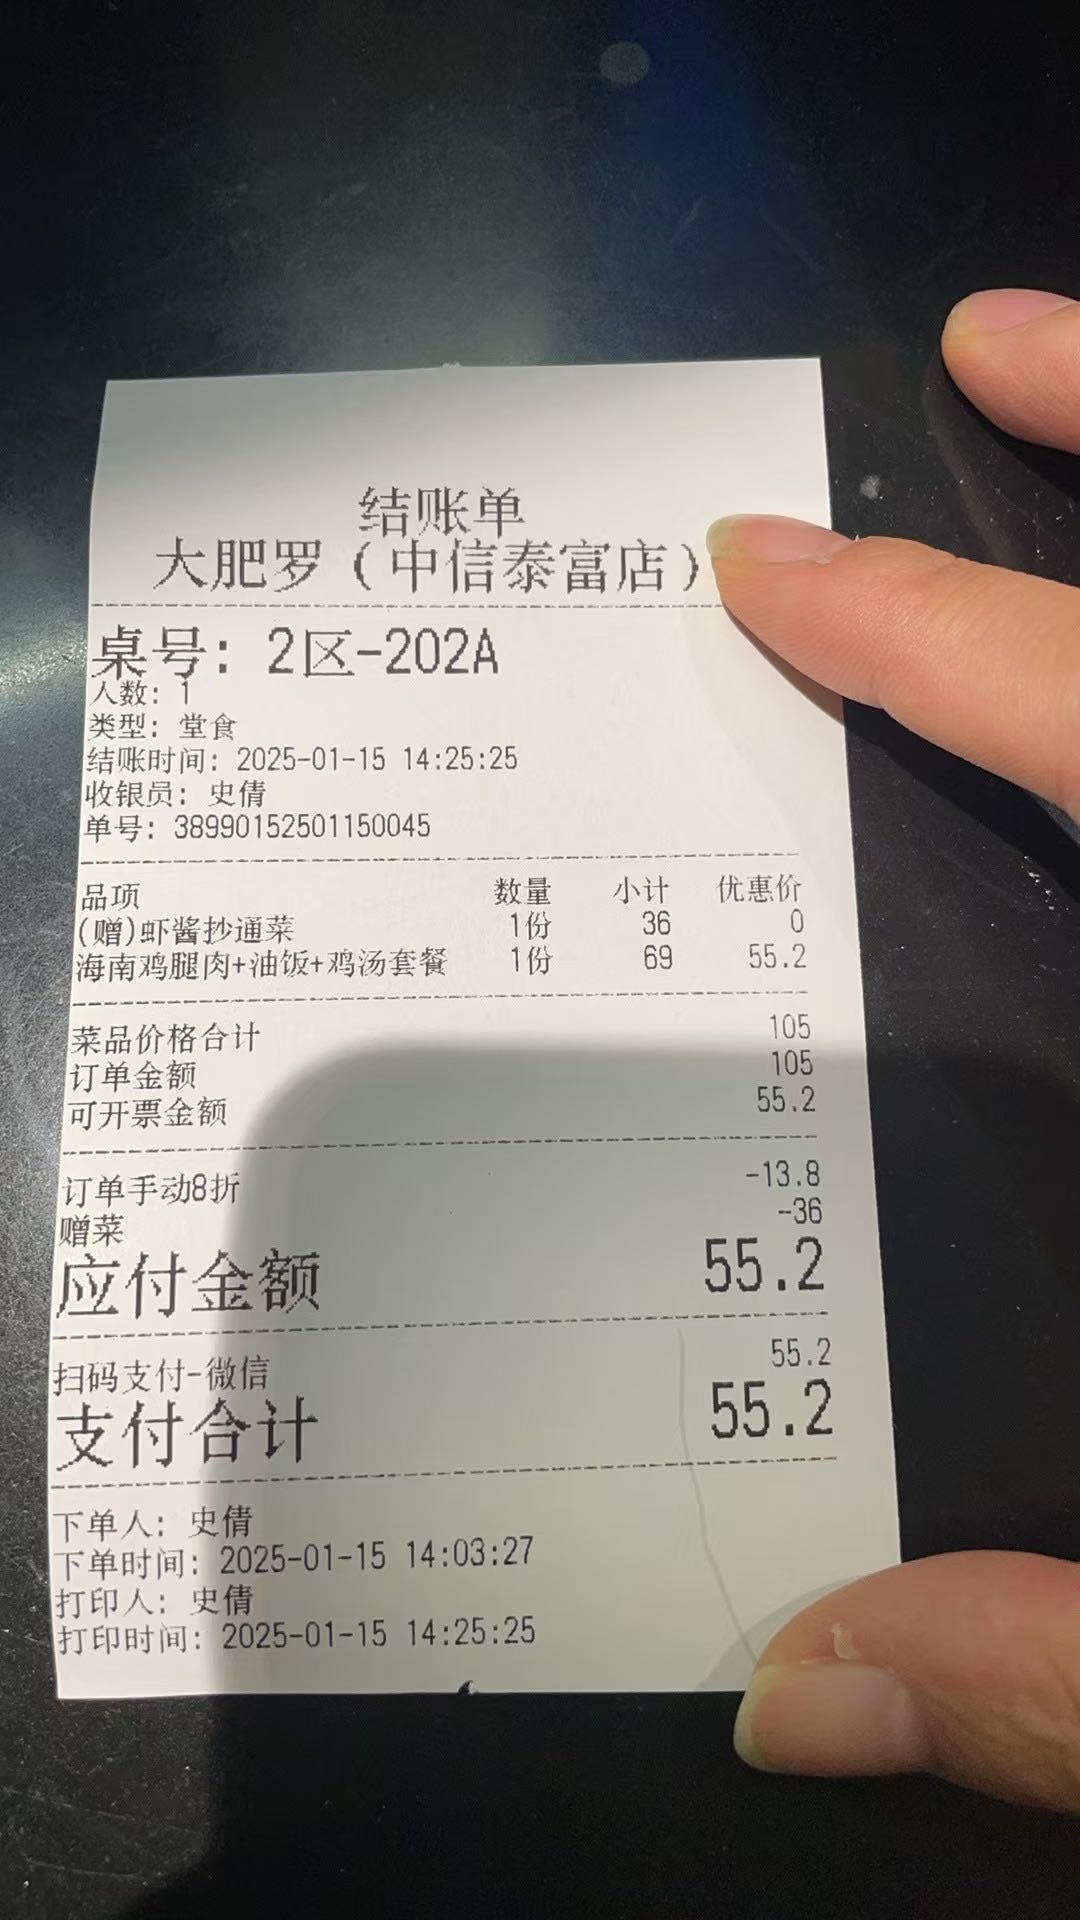 结账单
大肥罗（中信泰富店）
桌号: 2区-202A
人数: 1
类型: 堂食
结账时间: 2025-01-15 14:25:25
收银员: 史倩
单号: 38990152501150045
品项 数量 小计 优惠价
(赠)虾酱抄通菜 1份 36 0
海南鸡腿肉+油饭+鸡汤套餐 1份 69 55.2
菜品价格合计 105
订单金额 105
可开票金额 55.2
订单手动8折 -13.8
赠菜 -36
应付金额 55.2
扫码支付-微信 55.2
支付合计 55.2
下单人: 史倩
下单时间: 2025-01-15 14:03:27
打印人: 史倩
打印时间: 2025-01-15 14:25:25